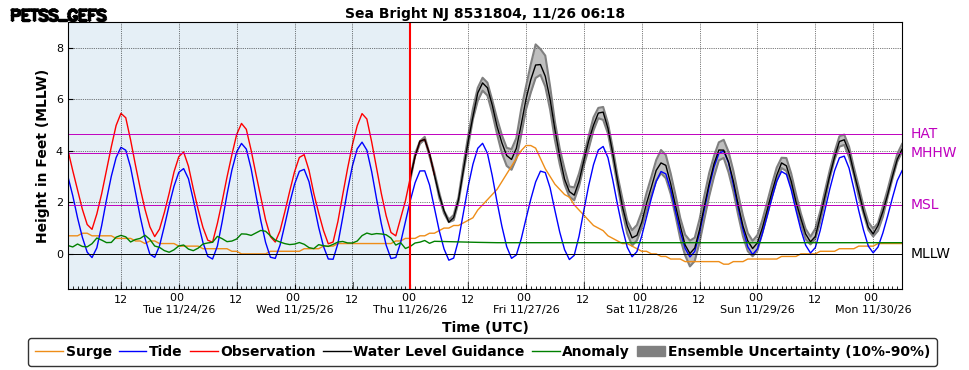 PETSS_GEFS
Sea Bright NJ 8531804, 11/26 06:18
Height in Feet (MLLW)
8
6
4
2
0
HAT
MHHW
MSL
MLLW
12 00 12 00 12 00 12 00 12 00 12 00 12 00
Tue 11/24/26 Wed 11/25/26 Thu 11/26/26 Fri 11/27/26 Sat 11/28/26 Sun 11/29/26 Mon 11/30/26
Time (UTC)
Surge Tide Observation Water Level Guidance Anomaly Ensemble Uncertainty (10%-90%)